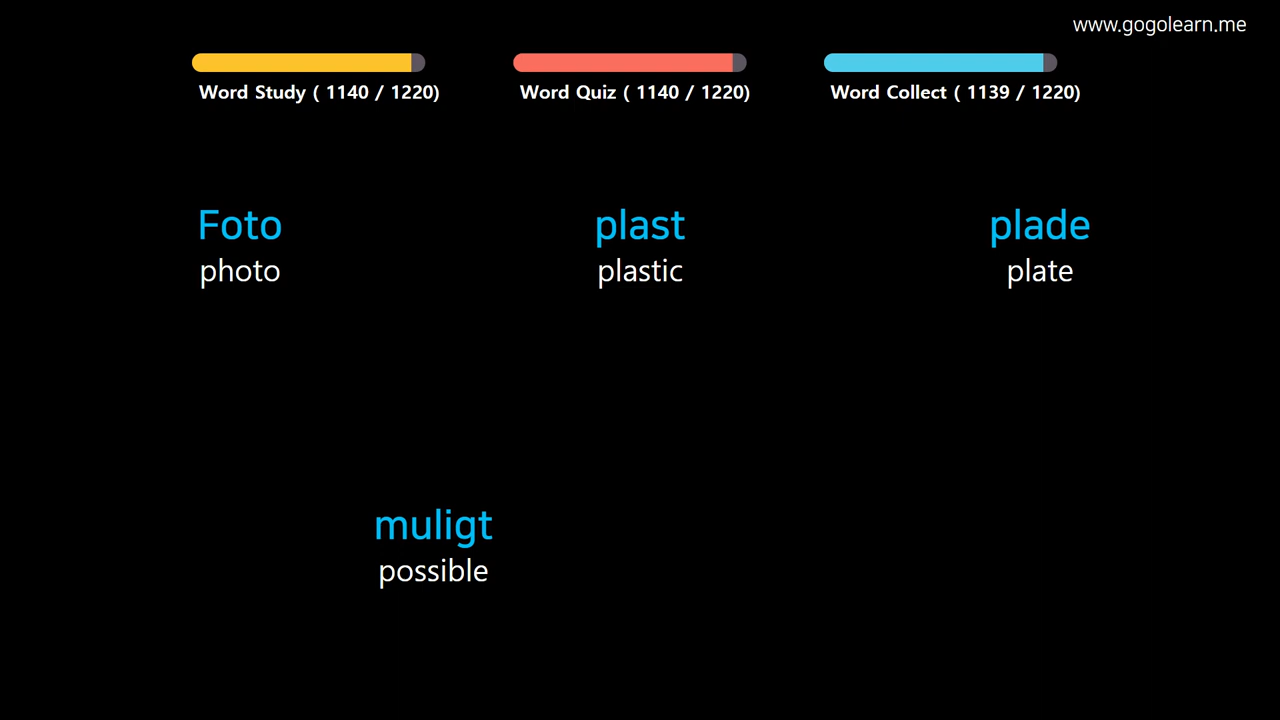 www.gogolearn.me
Word Study ( 1140 / 1220)
Word Quiz ( 1140 / 1220)
Word Collect ( 1139 / 1220)
Foto
photo
plast
plastic
plade
plate
muligt
possible